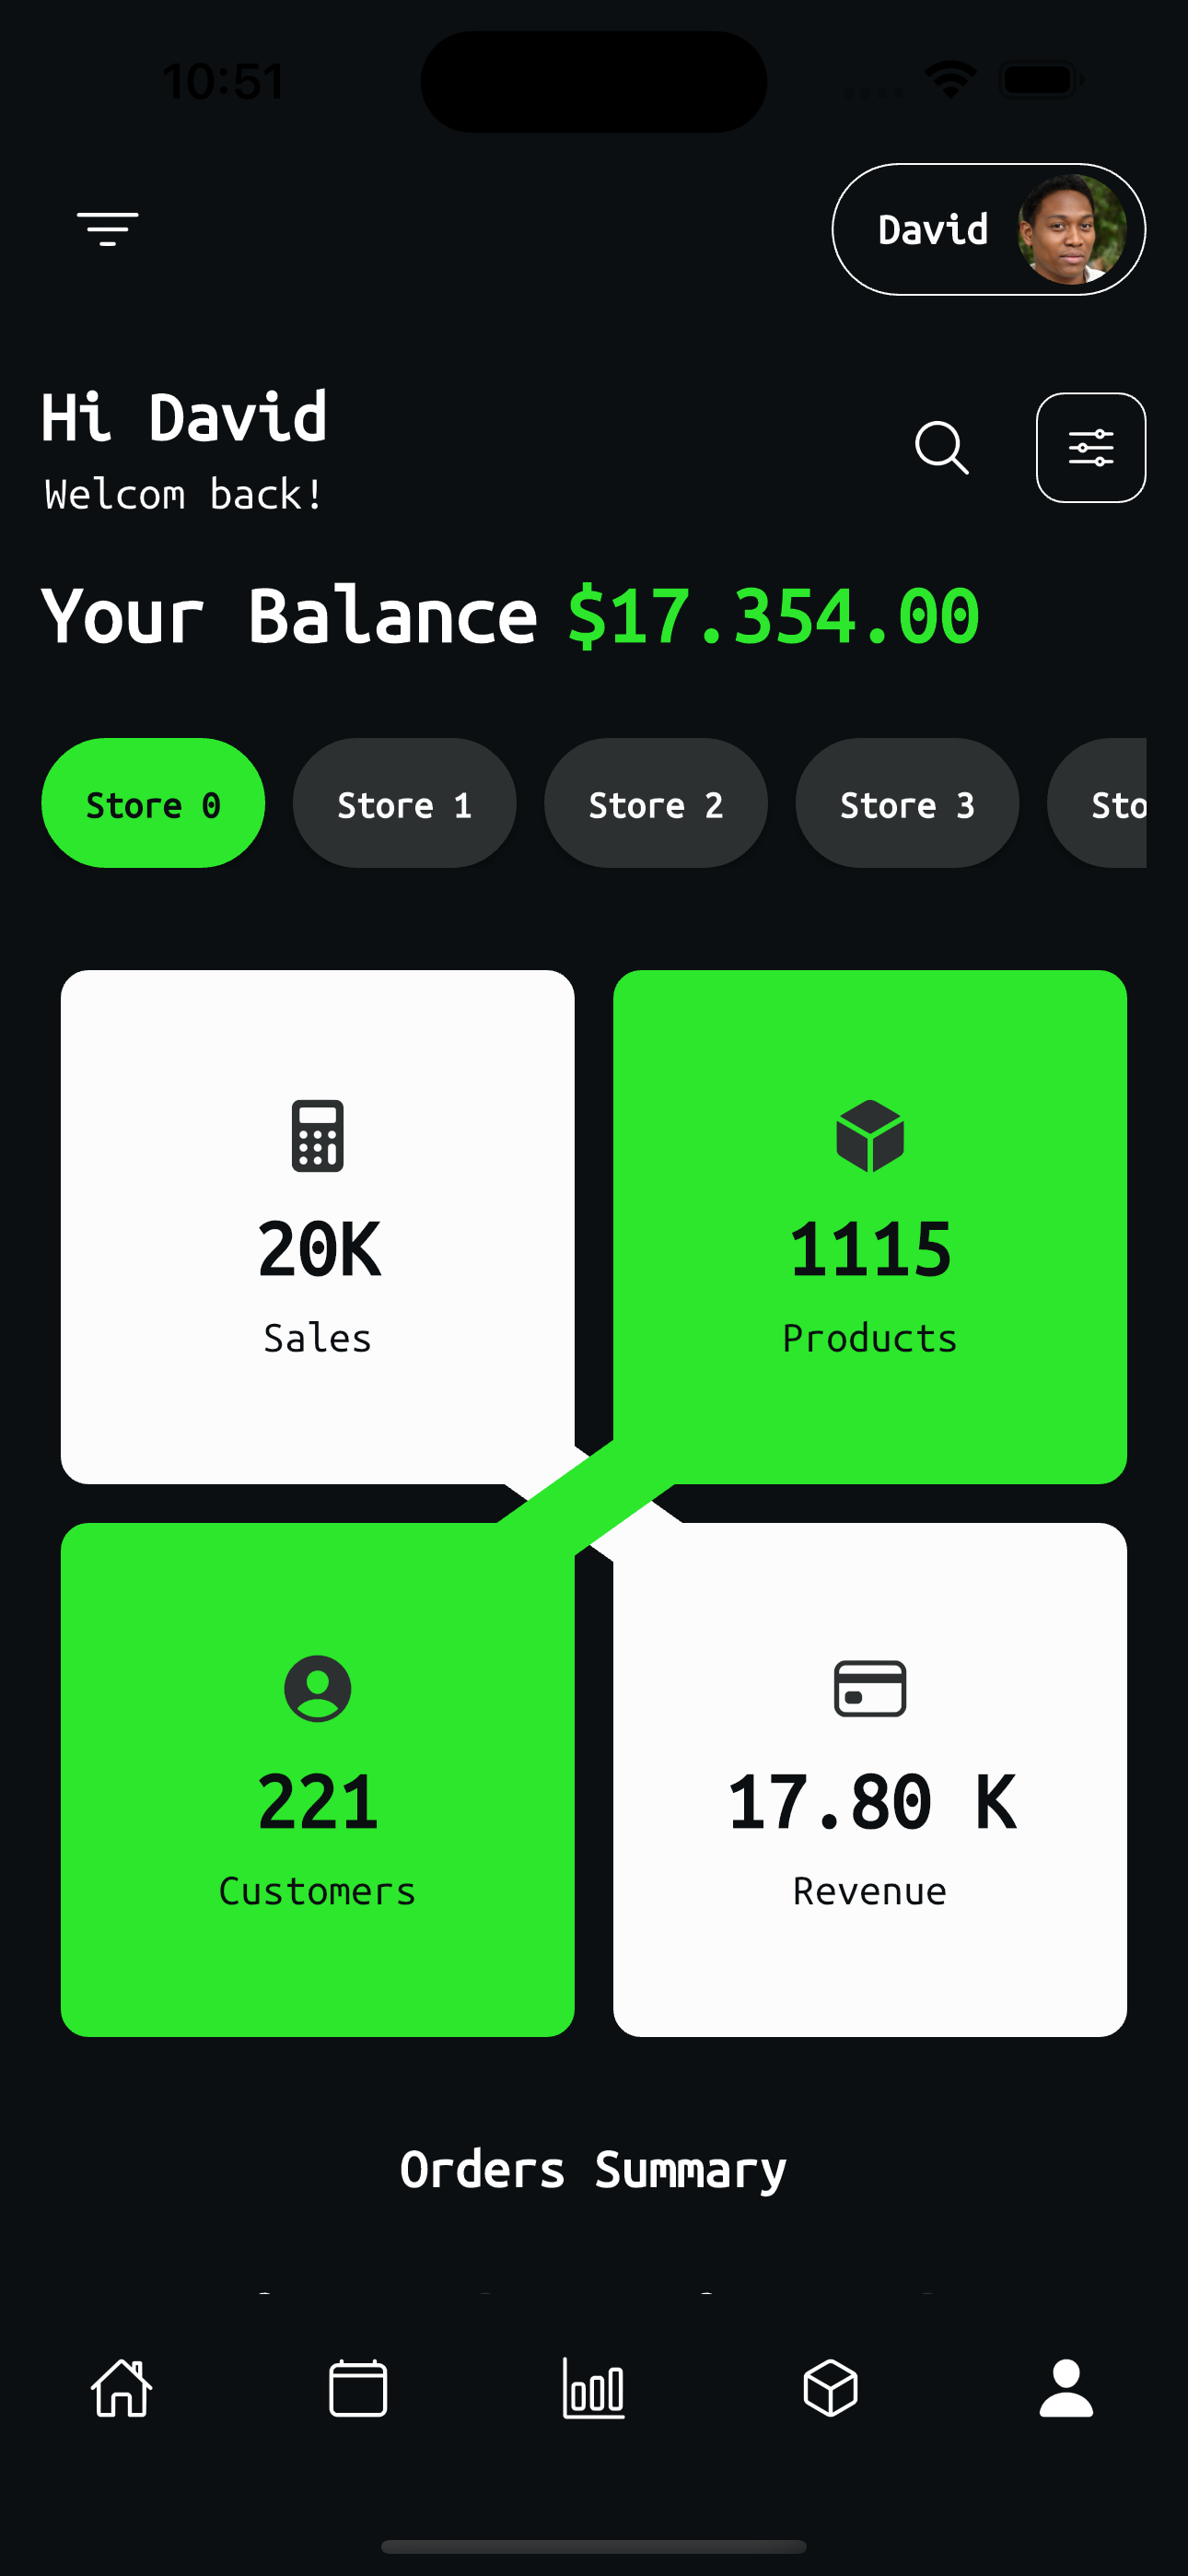 10:51
David
Hi David
Welcom back!
Your Balance $17.354.00
Store 0 Store 1 Store 2 Store 3 Sto
20K
Sales
1115
Products
221
Customers
17.80 K
Revenue
Orders Summary